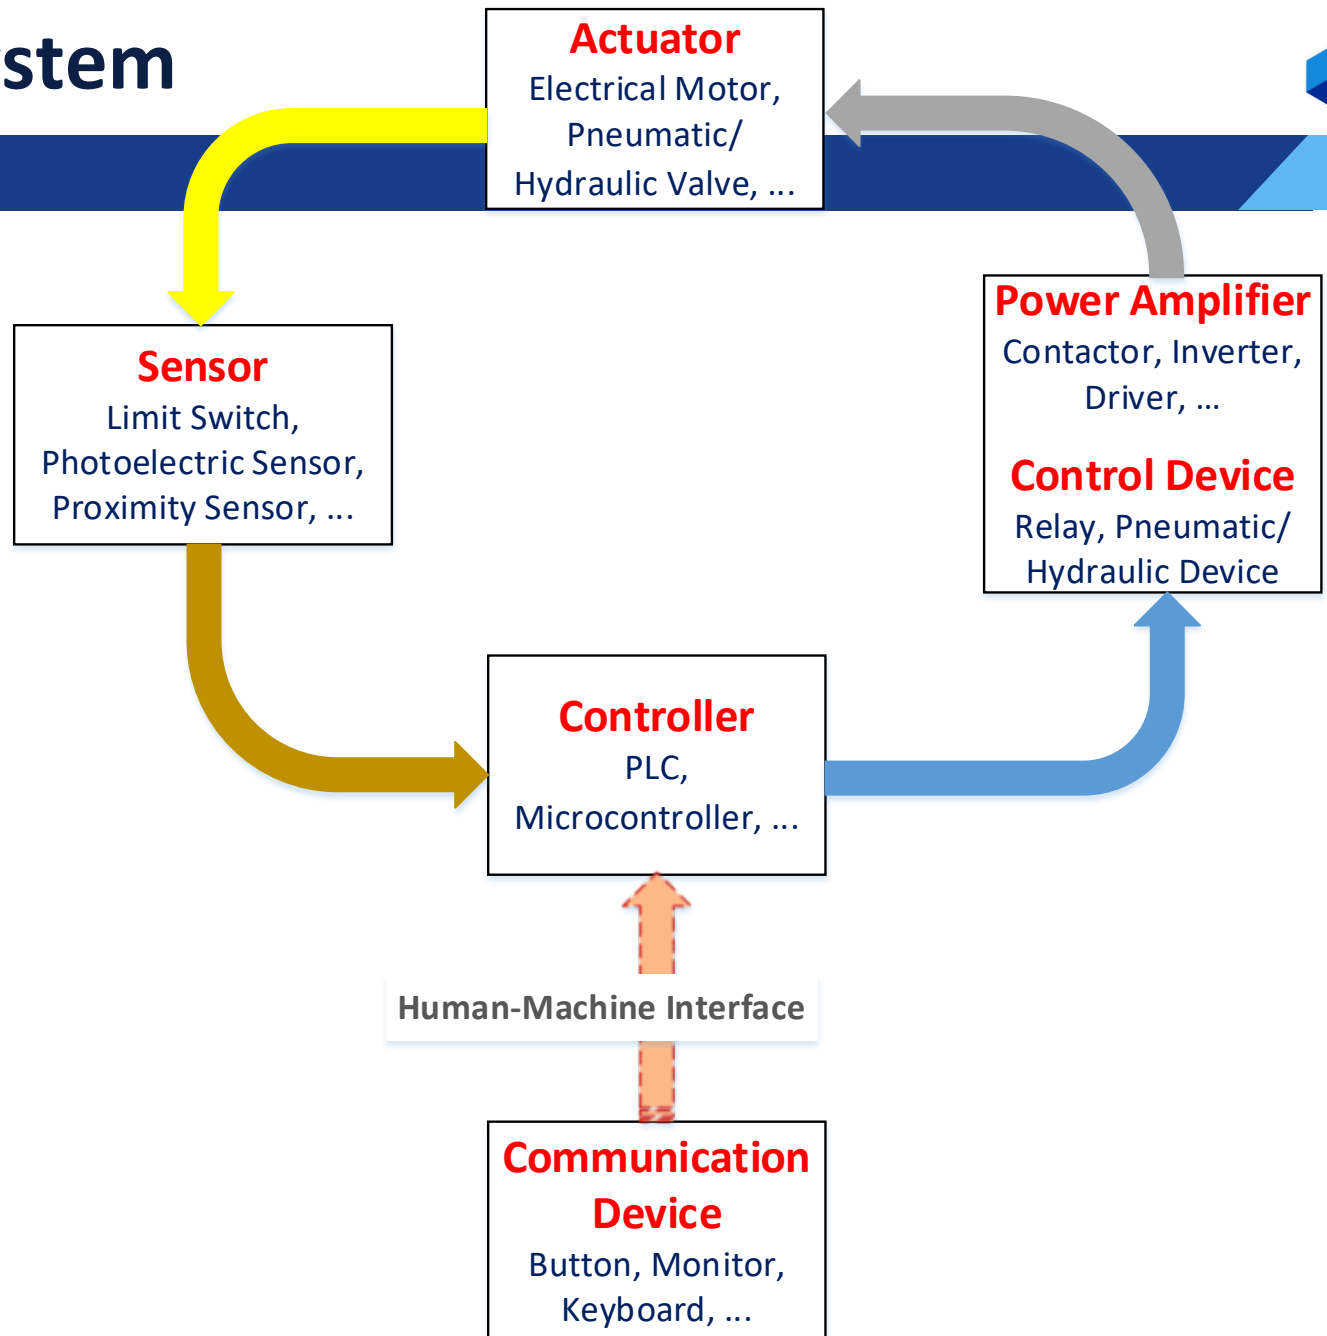 stem
Actuator
Electrical Motor,
Pneumatic/
Hydraulic Valve, ...
Power Amplifier
Contactor, Inverter,
Driver, ...
Control Device
Relay, Pneumatic/
Hydraulic Device
Sensor
Limit Switch,
Photoelectric Sensor,
Proximity Sensor, ...
Controller
PLC,
Microcontroller, ...
Human-Machine Interface
Communication
Device
Button, Monitor,
Keyboard, ...